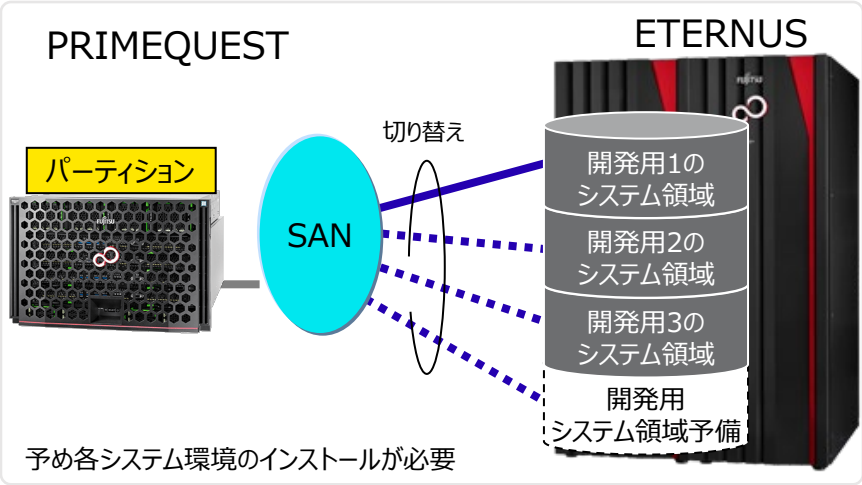 PRIMEQUEST
ETERNUS
切り替え
パーティション
SAN
FUJITSU
FUJITSU
開発用1の
システム領域
開発用2の
システム領域
開発用3の
システム領域
開発用
システム領域予備
予め各システム環境のインストールが必要